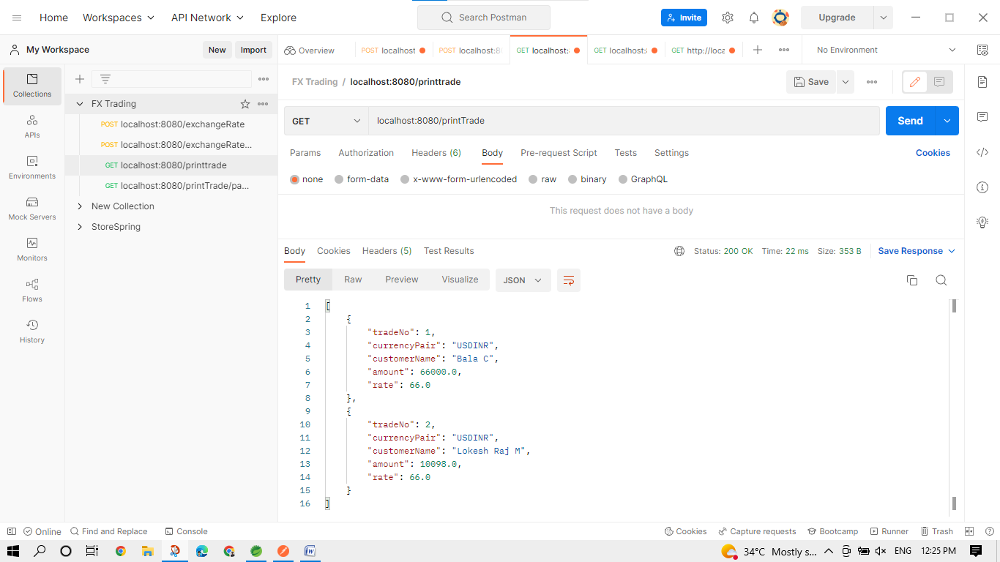 Home Workspaces API Network Explore Search Postman Invite Upgrade
My Workspace New Import Overview POST localhost POST localhost:8 GET localhost: GET localhost: GET http://loca No Environment
FX Trading / localhost:8080/printtrade Save
Collections
APIs
Environments
Mock Servers
Monitors
Flows
History
FX Trading
POST localhost:8080/exchangeRate
POST localhost:8080/exchangeRate...
GET localhost:8080/printtrade
GET localhost:8080/printTrade/pa...
New Collection
StoreSpring
GET localhost:8080/printTrade Send
Params Authorization Headers (6) Body Pre-request Script Tests Settings Cookies
none form-data x-www-form-urlencoded raw binary GraphQL
This request does not have a body
Body Cookies Headers (5) Test Results Status: 200 OK Time: 22 ms Size: 353 B Save Response
Pretty Raw Preview Visualize JSON
1 [
2 {
3 "tradeNo": 1,
4 "currencyPair": "USDINR",
5 "customerName": "Bala C",
6 "amount": 66000.0,
7 "rate": 66.0
8 },
9 {
10 "tradeNo": 2,
11 "currencyPair": "USDINR",
12 "customerName": "Lokesh Raj M",
13 "amount": 10098.0,
14 "rate": 66.0
15 }
16 ]
Online Find and Replace Console Cookies Capture requests Bootcamp Runner Trash
34°C Mostly s... ENG 12:25 PM